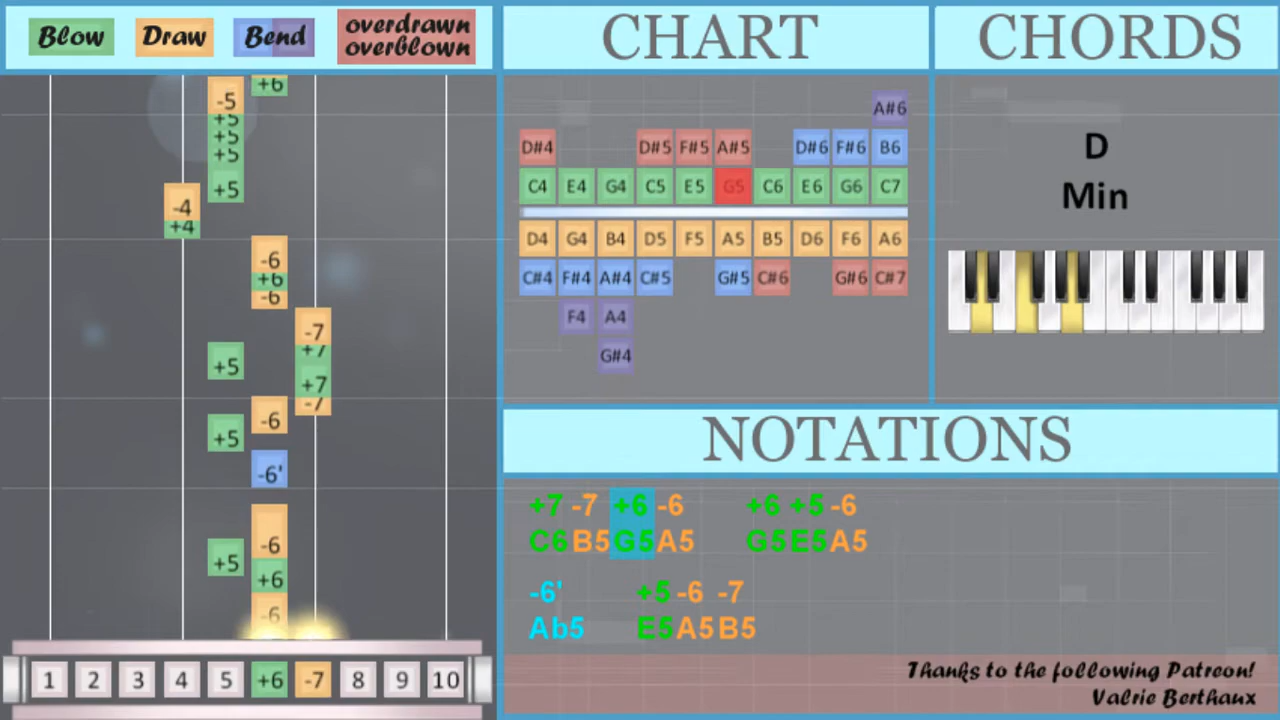 Blow Draw Bend overdrawn
overblown
CHART
CHORDS
+6
-5
+5
+5
+5
+5
-4
+4
-6
+6
-6
-7
+7
+5
+7
-7
-6
+5
-6'
-6
+5
+6
-6
1 2 3 4 5 +6 -7 8 9 10
A#6
D#4 D#5 F#5 A#5 D#6 F#6 B6
C4 E4 G4 C5 E5 G5 C6 E6 G6 C7
D4 G4 B4 D5 F5 A5 B5 D6 F6 A6
C#4 F#4 A#4 C#5 G#5 C#6 G#6 C#7
F4 A4
G#4
D
Min
NOTATIONS
+7 -7 +6 -6 +6 +5 -6
C6 B5 G5 A5 G5 E5 A5
-6' +5 -6 -7
Ab5 E5 A5 B5
Thanks to the following Patreon!
Valrie Berthaux